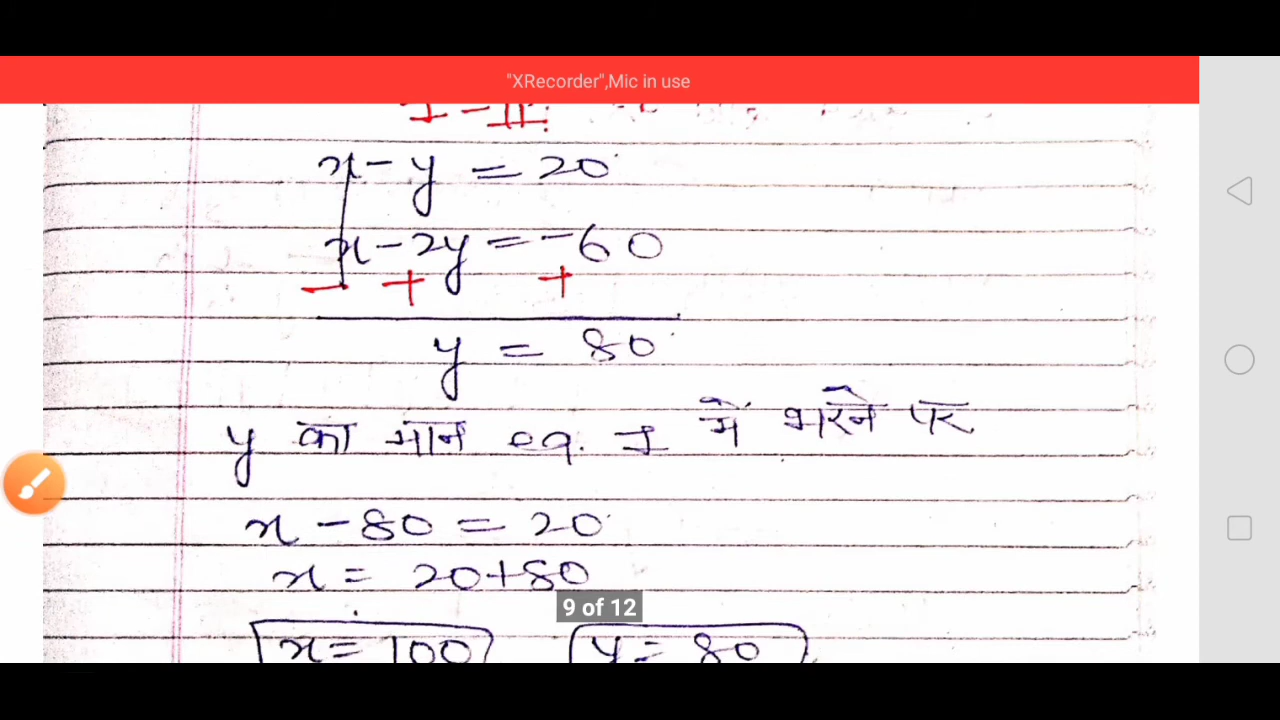 "XRecorder",Mic in use
I - II
x - y = 20
x - 2y = -60
- + +
y = 80
y का मान eq. I में भरने पर
x - 80 = 20
x = 20+80
9 of 12
x = 100 y = 80